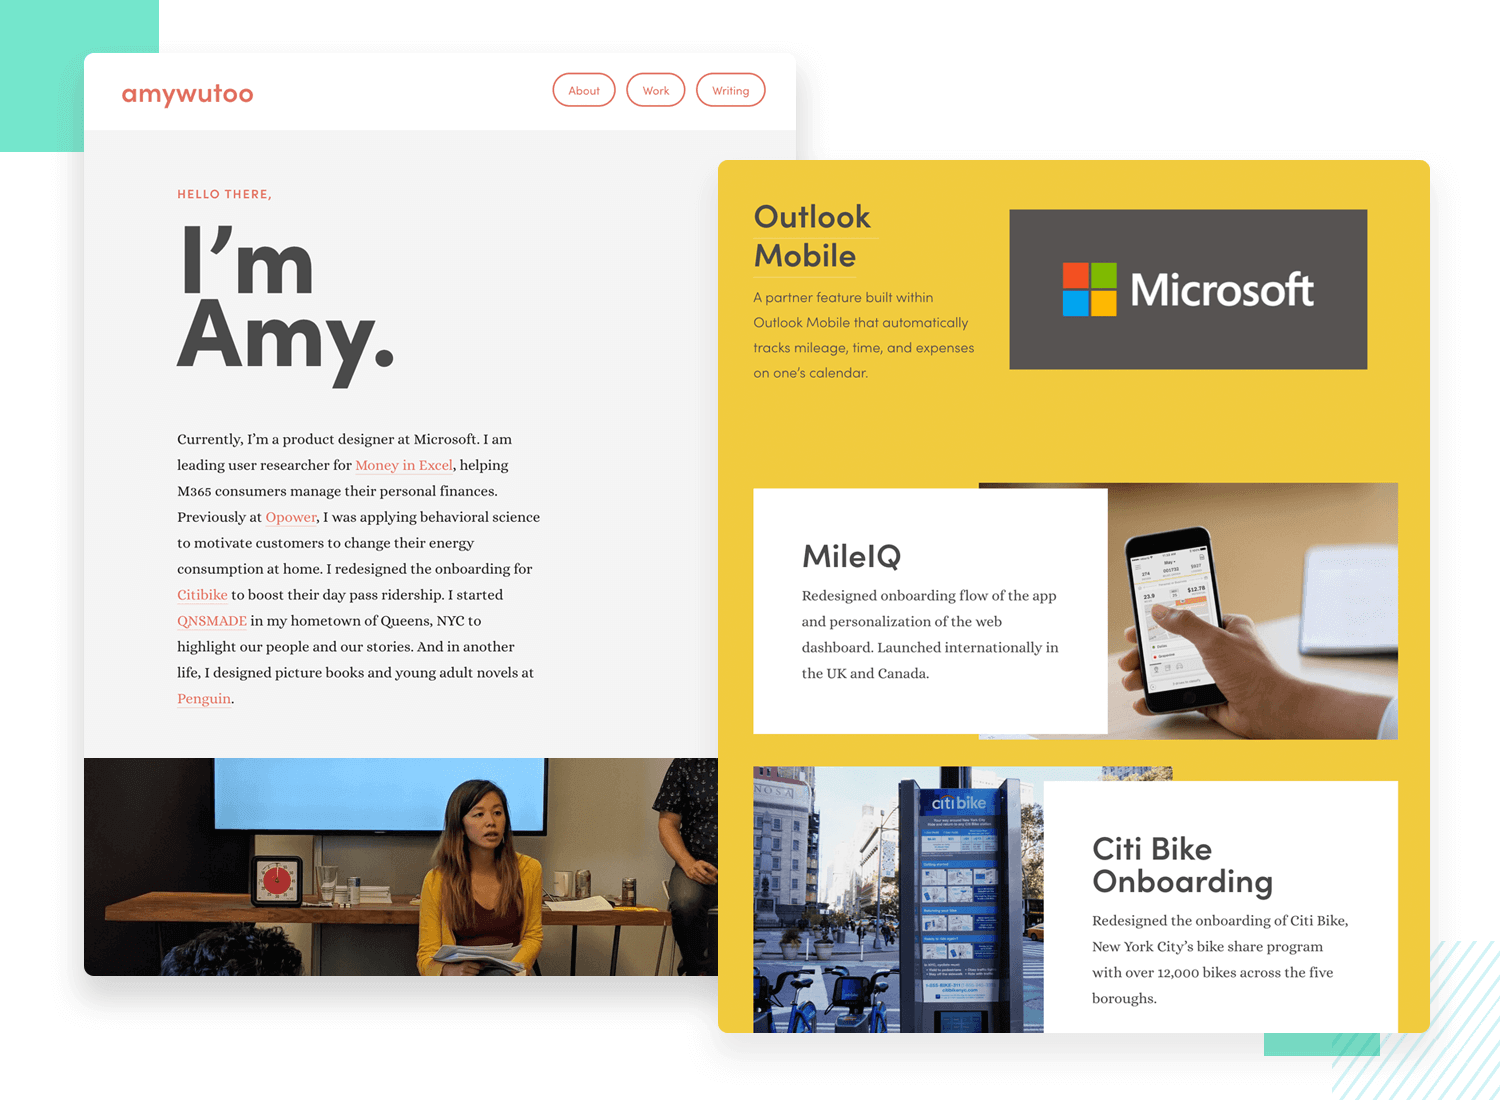 amywutoo
About
Work
Writing
HELLO THERE,
I’m
Amy.
Currently, I’m a product designer at Microsoft. I am
leading user researcher for Money in Excel, helping
M365 consumers manage their personal finances.
Previously at Opower, I was applying behavioral science
to motivate customers to change their energy
consumption at home. I redesigned the onboarding for
Citibike to boost their day pass ridership. I started
QNSMADE in my hometown of Queens, NYC to
highlight our people and our stories. And in another
life, I designed picture books and young adult novels at
Penguin.
Outlook
Mobile
A partner feature built within
Outlook Mobile that automatically
tracks mileage, time, and expenses
on one’s calendar.
Microsoft
MileIQ
Redesigned onboarding flow of the app
and personalization of the web
dashboard. Launched internationally in
the UK and Canada.
23.9
$12.78
citibike
Citi Bike
Onboarding
Redesigned the onboarding of Citi Bike,
New York City’s bike share program
with over 12,000 bikes across the five
boroughs.